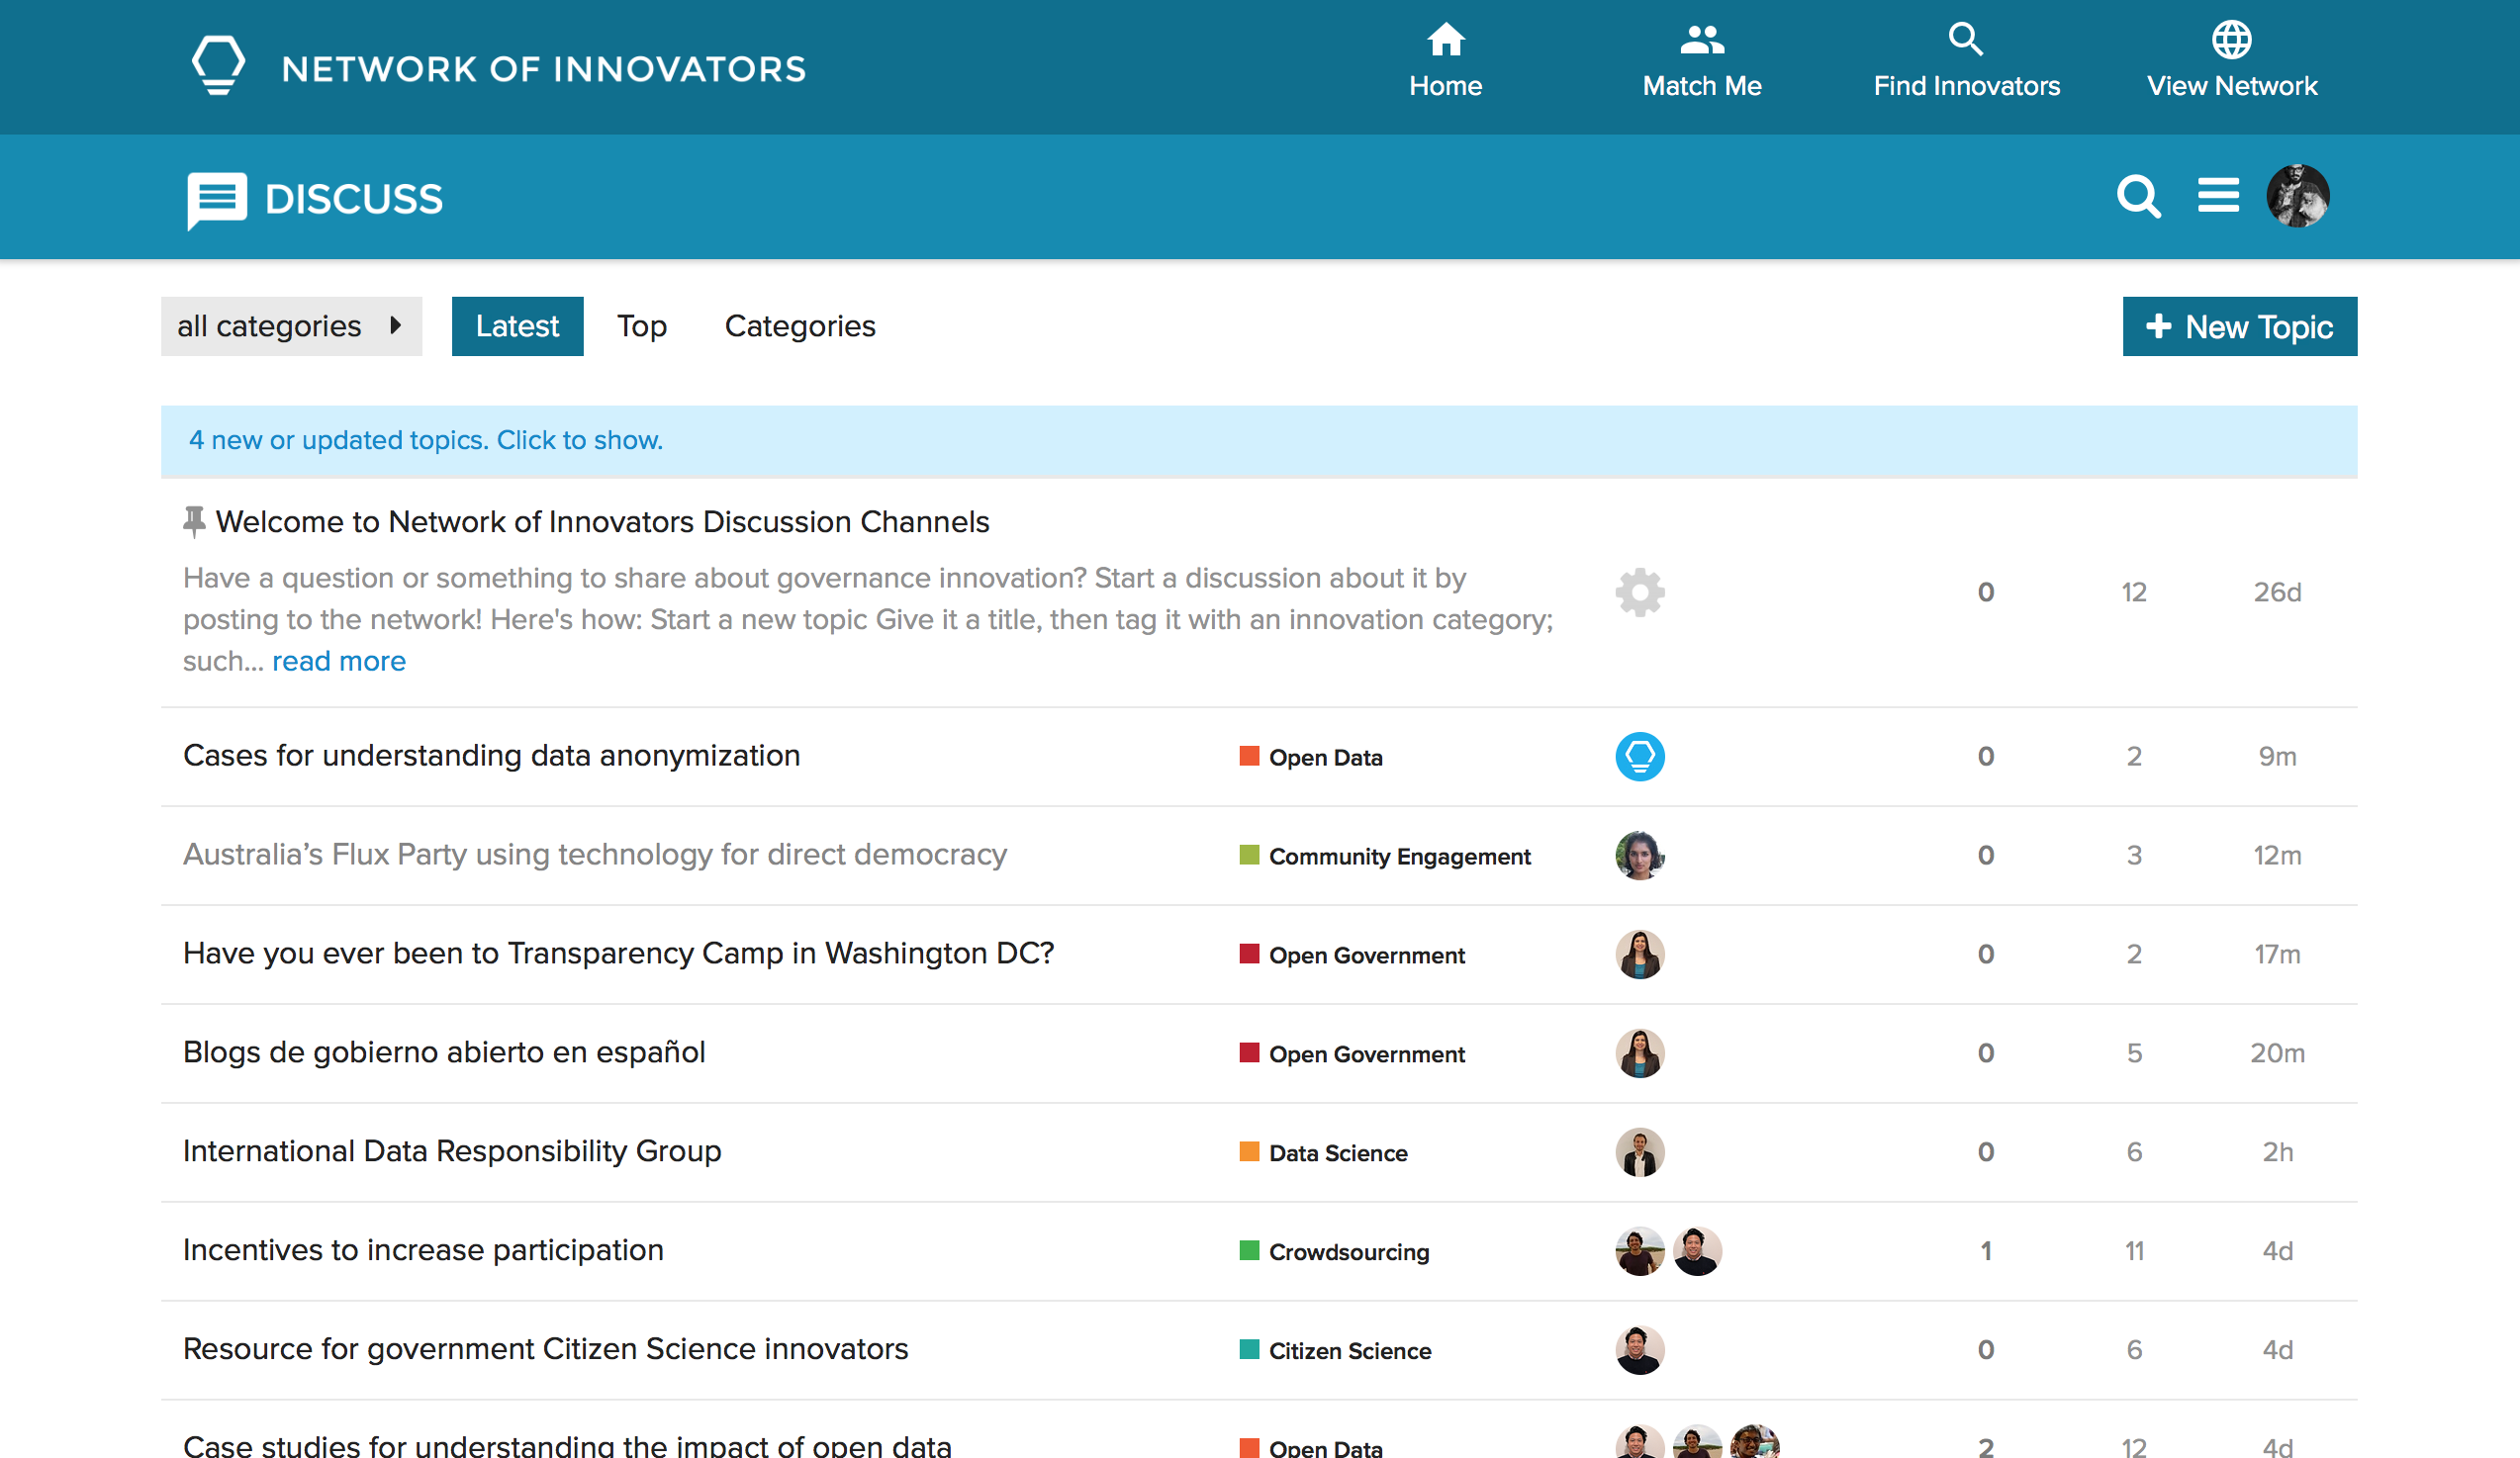 NETWORK OF INNOVATORS
Home
Match Me
Find Innovators
View Network
DISCUSS
all categories
Latest
Top
Categories
New Topic
4 new or updated topics. Click to show.
Welcome to Network of Innovators Discussion Channels
Have a question or something to share about governance innovation? Start a discussion about it by
posting to the network! Here's how: Start a new topic Give it a title, then tag it with an innovation category;
such... read more
0 12 26d
Cases for understanding data anonymization Open Data 0 2 9m
Australia’s Flux Party using technology for direct democracy Community Engagement 0 3 12m
Have you ever been to Transparency Camp in Washington DC? Open Government 0 2 17m
Blogs de gobierno abierto en español Open Government 0 5 20m
International Data Responsibility Group Data Science 0 6 2h
Incentives to increase participation Crowdsourcing 1 11 4d
Resource for government Citizen Science innovators Citizen Science 0 6 4d
Case studies for understanding the impact of open data Open Data 2 12 4d